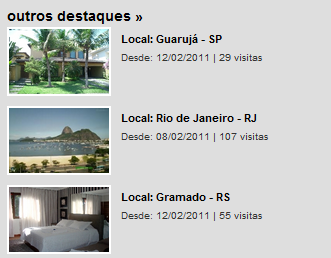 outros destaques »
Local: Guarujá - SP
Desde: 12/02/2011 | 29 visitas
Local: Rio de Janeiro - RJ
Desde: 08/02/2011 | 107 visitas
Local: Gramado - RS
Desde: 12/02/2011 | 55 visitas